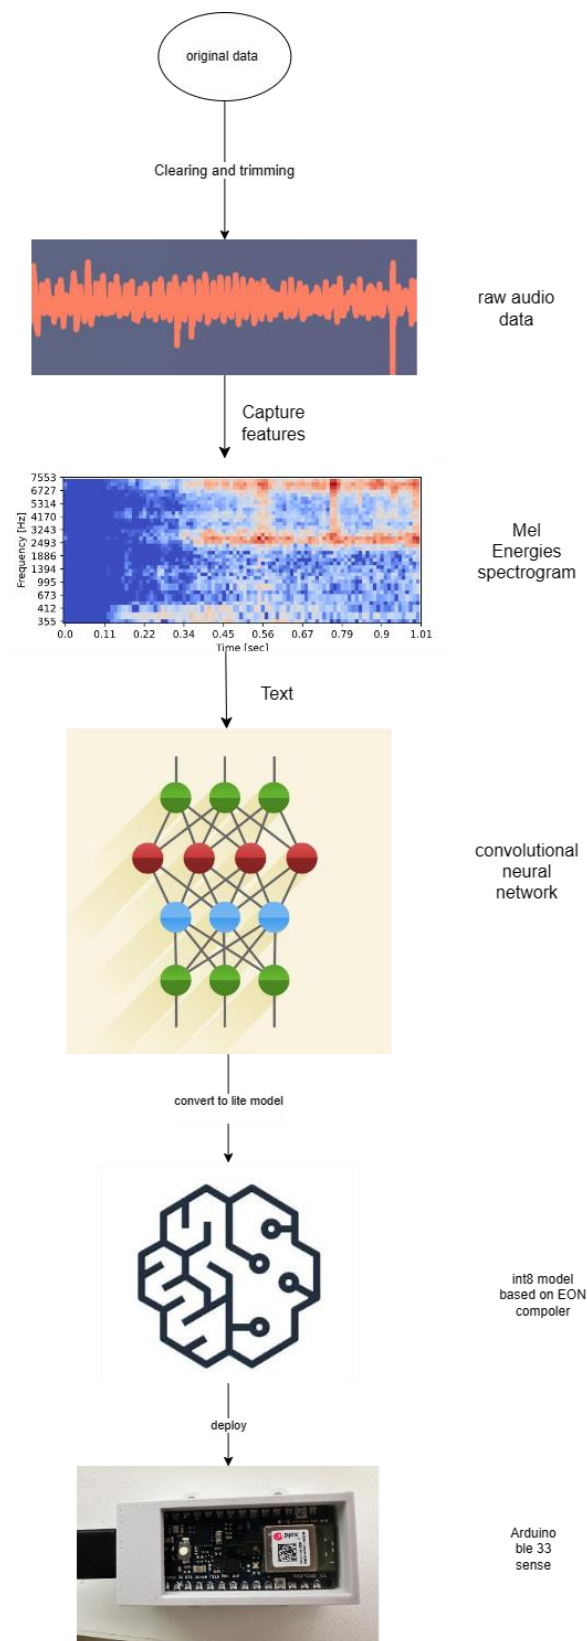 original data
Clearing and trimming
raw audio
data
Capture
features
7553
6727
5314
4170
3243
2493
1886
1394
995
673
412
355
Frequency [Hz]
0.0 0.11 0.22 0.34 0.45 0.56 0.67 0.79 0.9 1.01
Time [sec]
Mel
Energies
spectrogram
Text
convolutional
neural
network
convert to lite model
int8 model
based on EON
compoler
deploy
Arduino
ble 33
sense